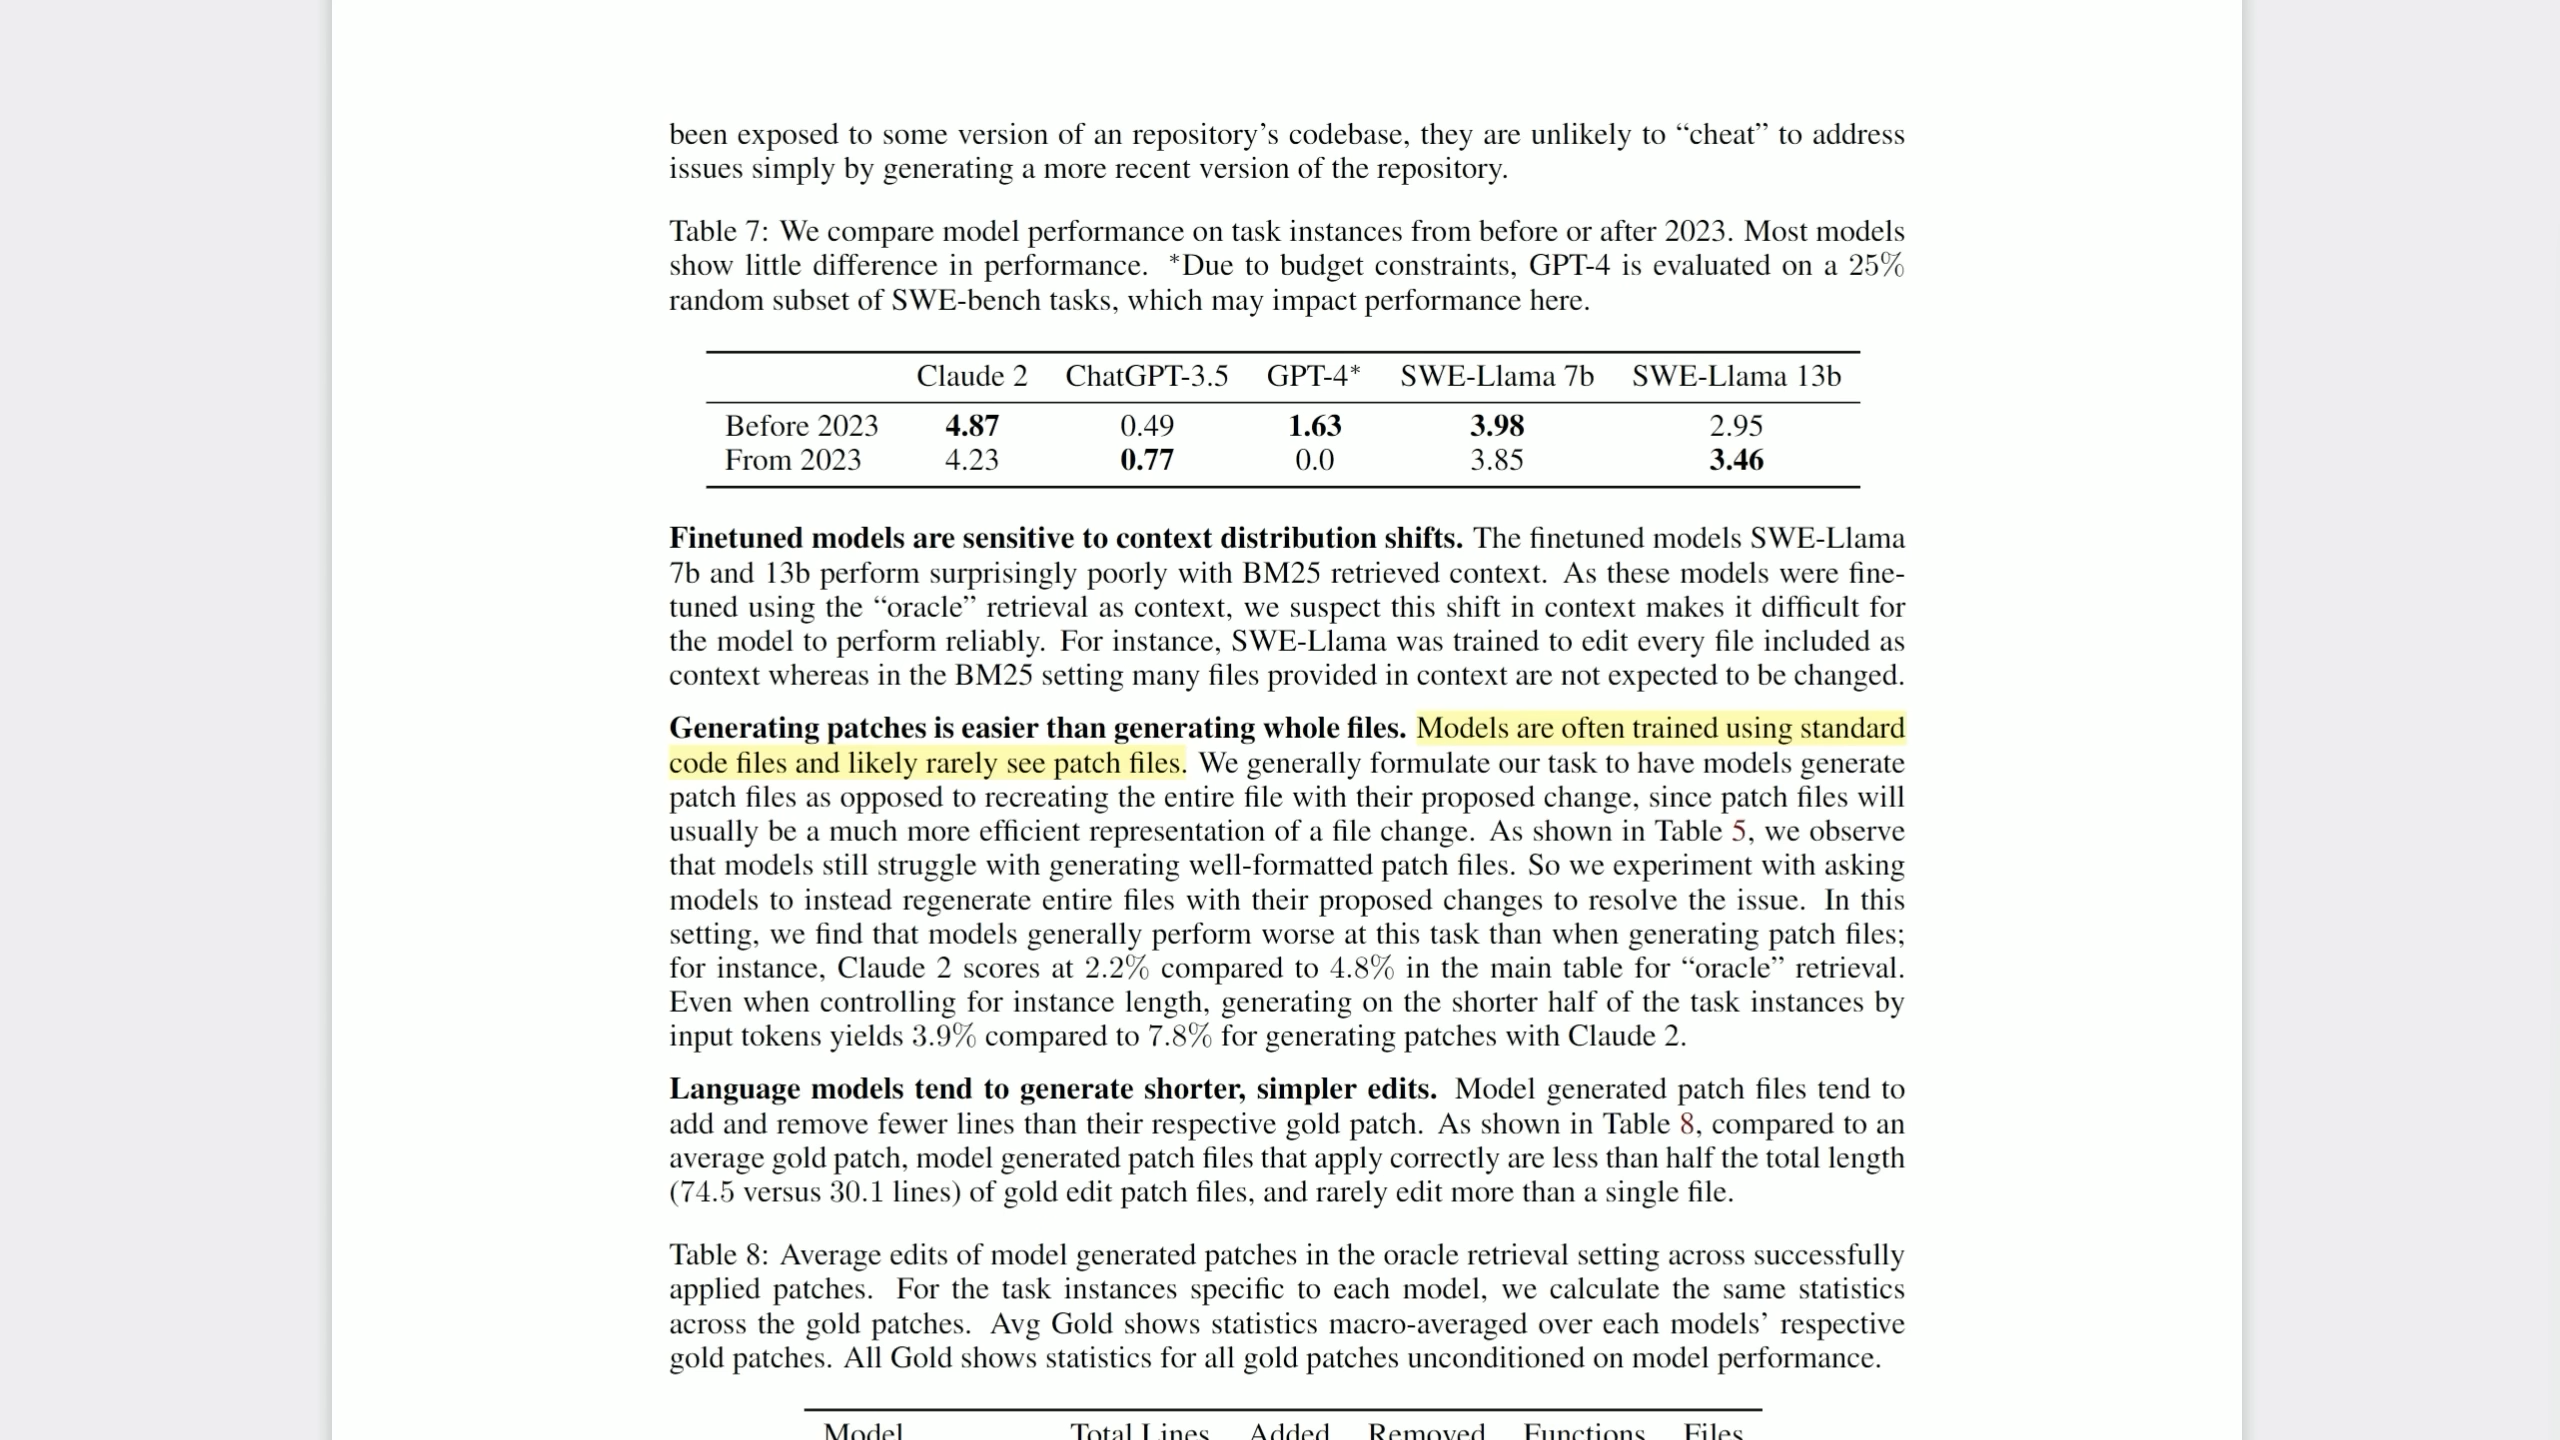 been exposed to some version of an repository’s codebase, they are unlikely to “cheat” to address
issues simply by generating a more recent version of the repository.
Table 7: We compare model performance on task instances from before or after 2023. Most models
show little difference in performance. *Due to budget constraints, GPT-4 is evaluated on a 25%
random subset of SWE-bench tasks, which may impact performance here.
Claude 2 ChatGPT-3.5 GPT-4* SWE-Llama 7b SWE-Llama 13b
Before 2023 4.87 0.49 1.63 3.98 2.95
From 2023 4.23 0.77 0.0 3.85 3.46
Finetuned models are sensitive to context distribution shifts. The finetuned models SWE-Llama
7b and 13b perform surprisingly poorly with BM25 retrieved context. As these models were fine-
tuned using the “oracle” retrieval as context, we suspect this shift in context makes it difficult for
the model to perform reliably. For instance, SWE-Llama was trained to edit every file included as
context whereas in the BM25 setting many files provided in context are not expected to be changed.
Generating patches is easier than generating whole files. Models are often trained using standard
code files and likely rarely see patch files. We generally formulate our task to have models generate
patch files as opposed to recreating the entire file with their proposed change, since patch files will
usually be a much more efficient representation of a file change. As shown in Table 5, we observe
that models still struggle with generating well-formatted patch files. So we experiment with asking
models to instead regenerate entire files with their proposed changes to resolve the issue. In this
setting, we find that models generally perform worse at this task than when generating patch files;
for instance, Claude 2 scores at 2.2% compared to 4.8% in the main table for “oracle” retrieval.
Even when controlling for instance length, generating on the shorter half of the task instances by
input tokens yields 3.9% compared to 7.8% for generating patches with Claude 2.
Language models tend to generate shorter, simpler edits. Model generated patch files tend to
add and remove fewer lines than their respective gold patch. As shown in Table 8, compared to an
average gold patch, model generated patch files that apply correctly are less than half the total length
(74.5 versus 30.1 lines) of gold edit patch files, and rarely edit more than a single file.
Table 8: Average edits of model generated patches in the oracle retrieval setting across successfully
applied patches. For the task instances specific to each model, we calculate the same statistics
across the gold patches. Avg Gold shows statistics macro-averaged over each models’ respective
gold patches. All Gold shows statistics for all gold patches unconditioned on model performance.
Model Total Lines Added Removed Functions Files